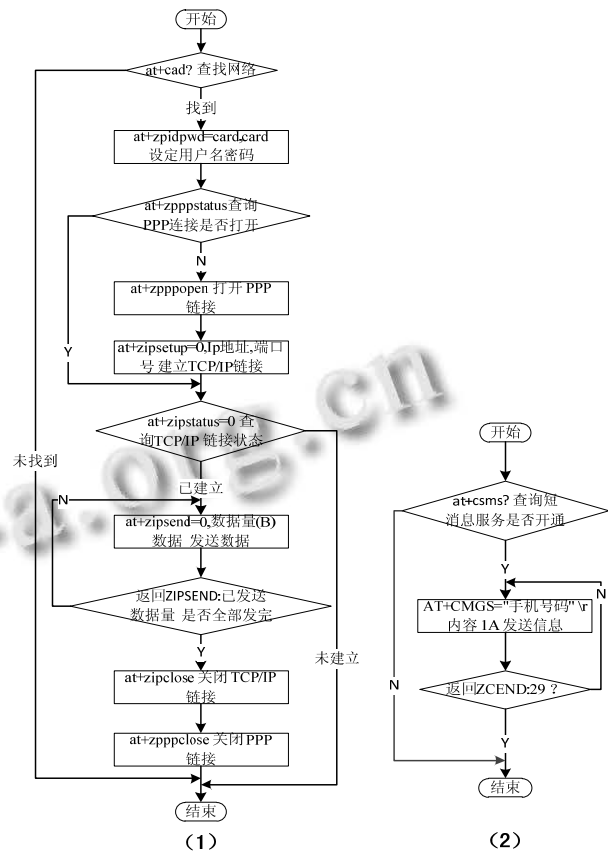 开始
at+cad? 查找网络
找到
at+zpidpwd=card,card
设定用户名密码
at+zpppstatus查询
PPP连接是否打开
N
at+zpppopen 打开 PPP
链接
at+zipsetup=0,Ip地址,端口
号 建立TCP/IP链接
Y
at+zipstatus=0 查
询TCP/IP 链接状态
未找到
已建立
N
at+zipsend=0,数据量(B)
数据 发送数据
返回ZIPSEND:已发送
数据量 是否全部发完
Y
未建立
at+zipclose 关闭 TCP/IP
链接
at+zpppclose 关闭 PPP
链接
结束
(1)
开始
at+csms? 查询短
消息服务是否开通
Y
N
AT+CMGS="手机号码" \r
内容 1A 发送信息
N
返回ZCEND:29 ?
Y
结束
(2)
a.org.cn